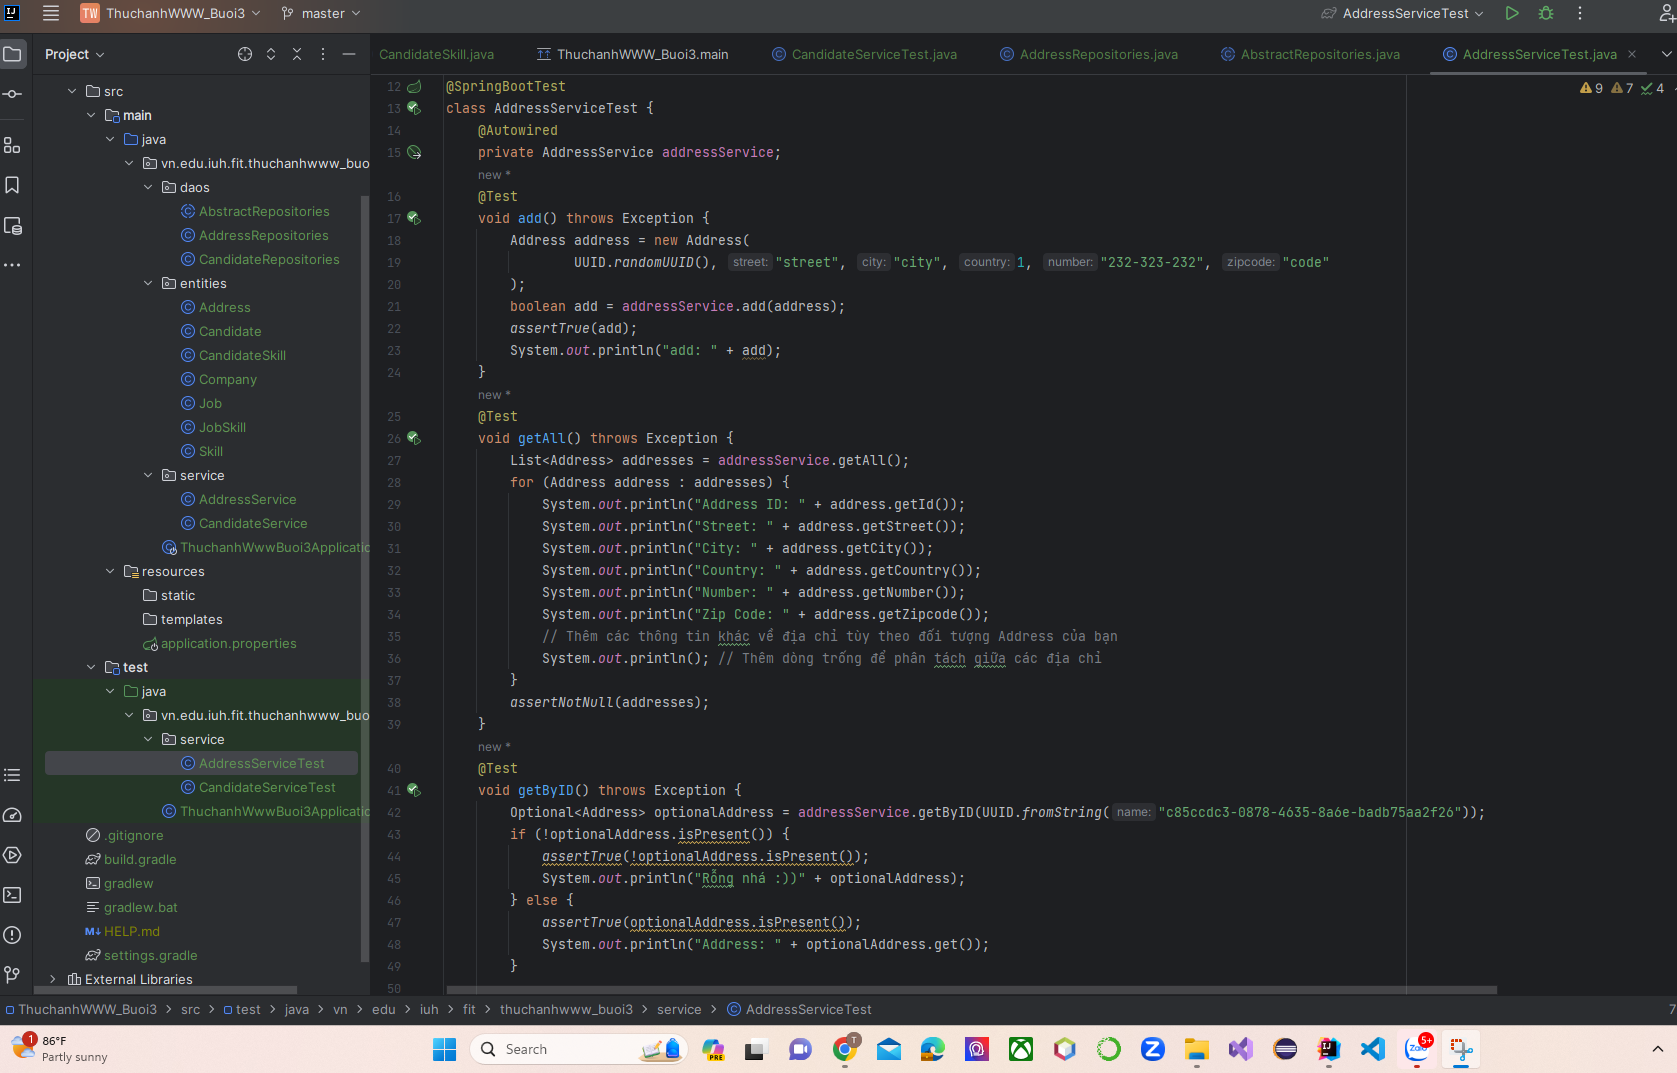 TW ThuchanhWWW_Buoi3 master AddressServiceTest
Project
CandidateSkill.java ThuchanhWWW_Buoi3.main CandidateServiceTest.java AddressRepositories.java AbstractRepositories.java AddressServiceTest.java
9 7 4
src
main
java
vn.edu.iuh.fit.thuchanhwww_buo
daos
AbstractRepositories
AddressRepositories
CandidateRepositories
entities
Address
Candidate
CandidateSkill
Company
Job
JobSkill
Skill
service
AddressService
CandidateService
ThuchanhWwwBuoi3Applicatio
resources
static
templates
application.properties
test
java
vn.edu.iuh.fit.thuchanhwww_buo
service
AddressServiceTest
CandidateServiceTest
ThuchanhWwwBuoi3Applicatio
.gitignore
build.gradle
gradlew
gradlew.bat
M↓ HELP.md
settings.gradle
External Libraries
12 @SpringBootTest
13 class AddressServiceTest {
14 @Autowired
15 private AddressService addressService;
new *
16 @Test
17 void add() throws Exception {
18 Address address = new Address(
19 UUID.randomUUID(), street: "street", city: "city", country: 1, number: "232-323-232", zipcode: "code"
20 );
21 boolean add = addressService.add(address);
22 assertTrue(add);
23 System.out.println("add: " + add);
24 }
new *
25 @Test
26 void getAll() throws Exception {
27 List<Address> addresses = addressService.getAll();
28 for (Address address : addresses) {
29 System.out.println("Address ID: " + address.getId());
30 System.out.println("Street: " + address.getStreet());
31 System.out.println("City: " + address.getCity());
32 System.out.println("Country: " + address.getCountry());
33 System.out.println("Number: " + address.getNumber());
34 System.out.println("Zip Code: " + address.getZipcode());
35 // Thêm các thông tin khác về địa chỉ tùy theo đối tượng Address của bạn
36 System.out.println(); // Thêm dòng trống để phân tách giữa các địa chỉ
37 }
38 assertNotNull(addresses);
39 }
new *
40 @Test
41 void getByID() throws Exception {
42 Optional<Address> optionalAddress = addressService.getByID(UUID.fromString( name: "c85ccdc3-0878-4635-8a6e-badb75aa2f26"));
43 if (!optionalAddress.isPresent()) {
44 assertTrue(!optionalAddress.isPresent());
45 System.out.println("Rỗng nhá :))" + optionalAddress);
46 } else {
47 assertTrue(optionalAddress.isPresent());
48 System.out.println("Address: " + optionalAddress.get());
49 }
50
ThuchanhWWW_Buoi3 > src > test > java > vn > edu > iuh > fit > thuchanhwww_buoi3 > service > AddressServiceTest 7
1 86°F
Partly sunny
Search
PRE
T
Zalo
5+